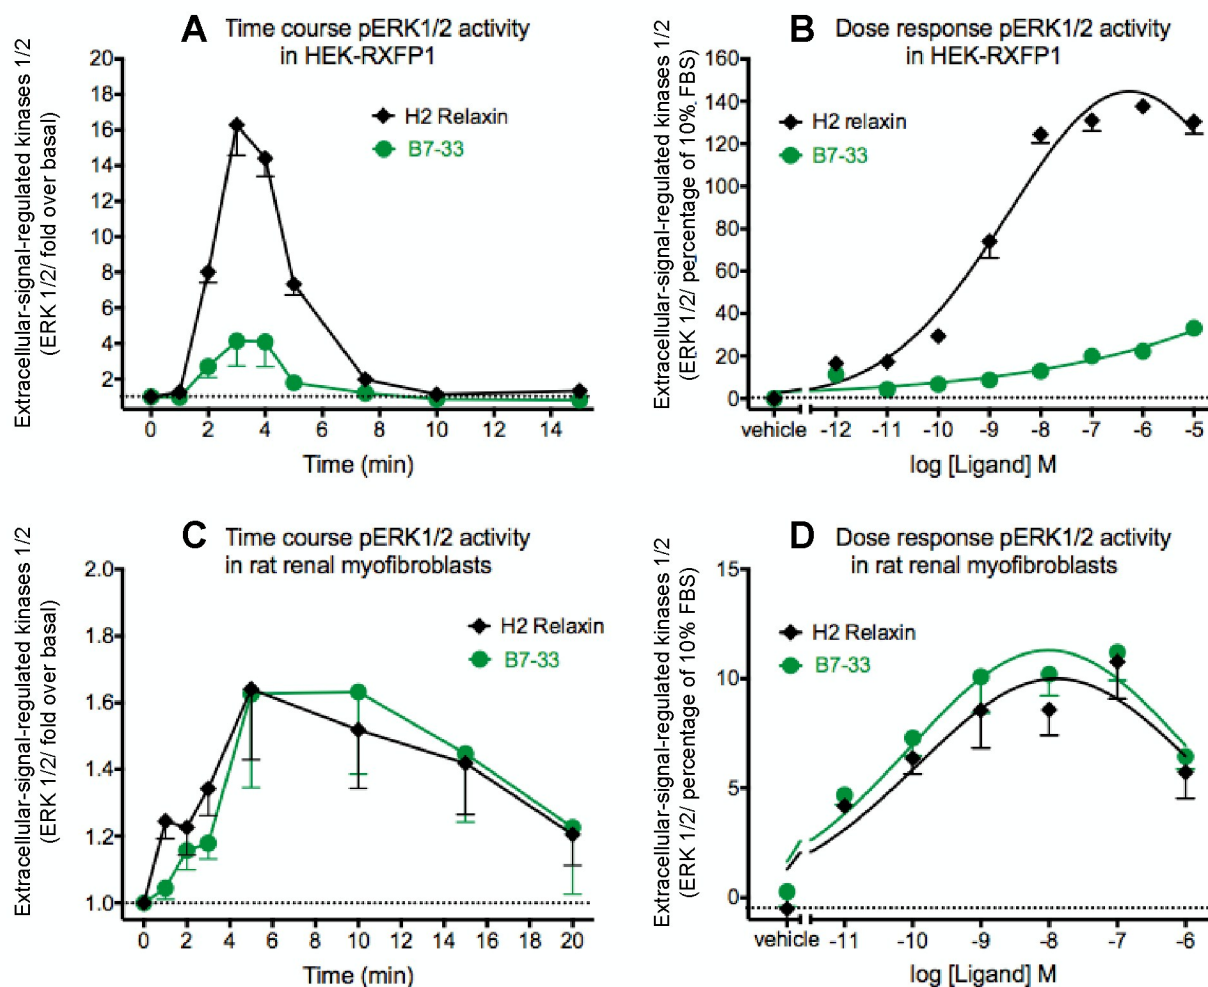 A Time course pERK1/2 activity
in HEK-RXFP1
Extracellular-signal-regulated kinases 1/2
(ERK 1/2/ fold over basal)
20
18
16
14
12
10
8
6
4
2
H2 Relaxin
B7-33
0 2 4 6 8 10 12 14
Time (min)
B Dose response pERK1/2 activity
in HEK-RXFP1
Extracellular-signal-regulated kinases 1/2
(ERK 1/2/ percentage of 10% FBS)
160
140
120
100
80
60
40
20
0
H2 relaxin
B7-33
vehicle -12 -11 -10 -9 -8 -7 -6 -5
log [Ligand] M
C Time course pERK1/2 activity
in rat renal myofibroblasts
Extracellular-signal-regulated kinases 1/2
(ERK 1/2/ fold over basal)
2.0
1.8
1.6
1.4
1.2
1.0
H2 Relaxin
B7-33
0 2 4 6 8 10 12 14 16 18 20
Time (min)
D Dose response pERK1/2 activity
in rat renal myofibroblasts
Extracellular-signal-regulated kinases 1/2
(ERK 1/2/ percentage of 10% FBS)
15
10
5
0
H2 Relaxin
B7-33
vehicle -11 -10 -9 -8 -7 -6
log [Ligand] M